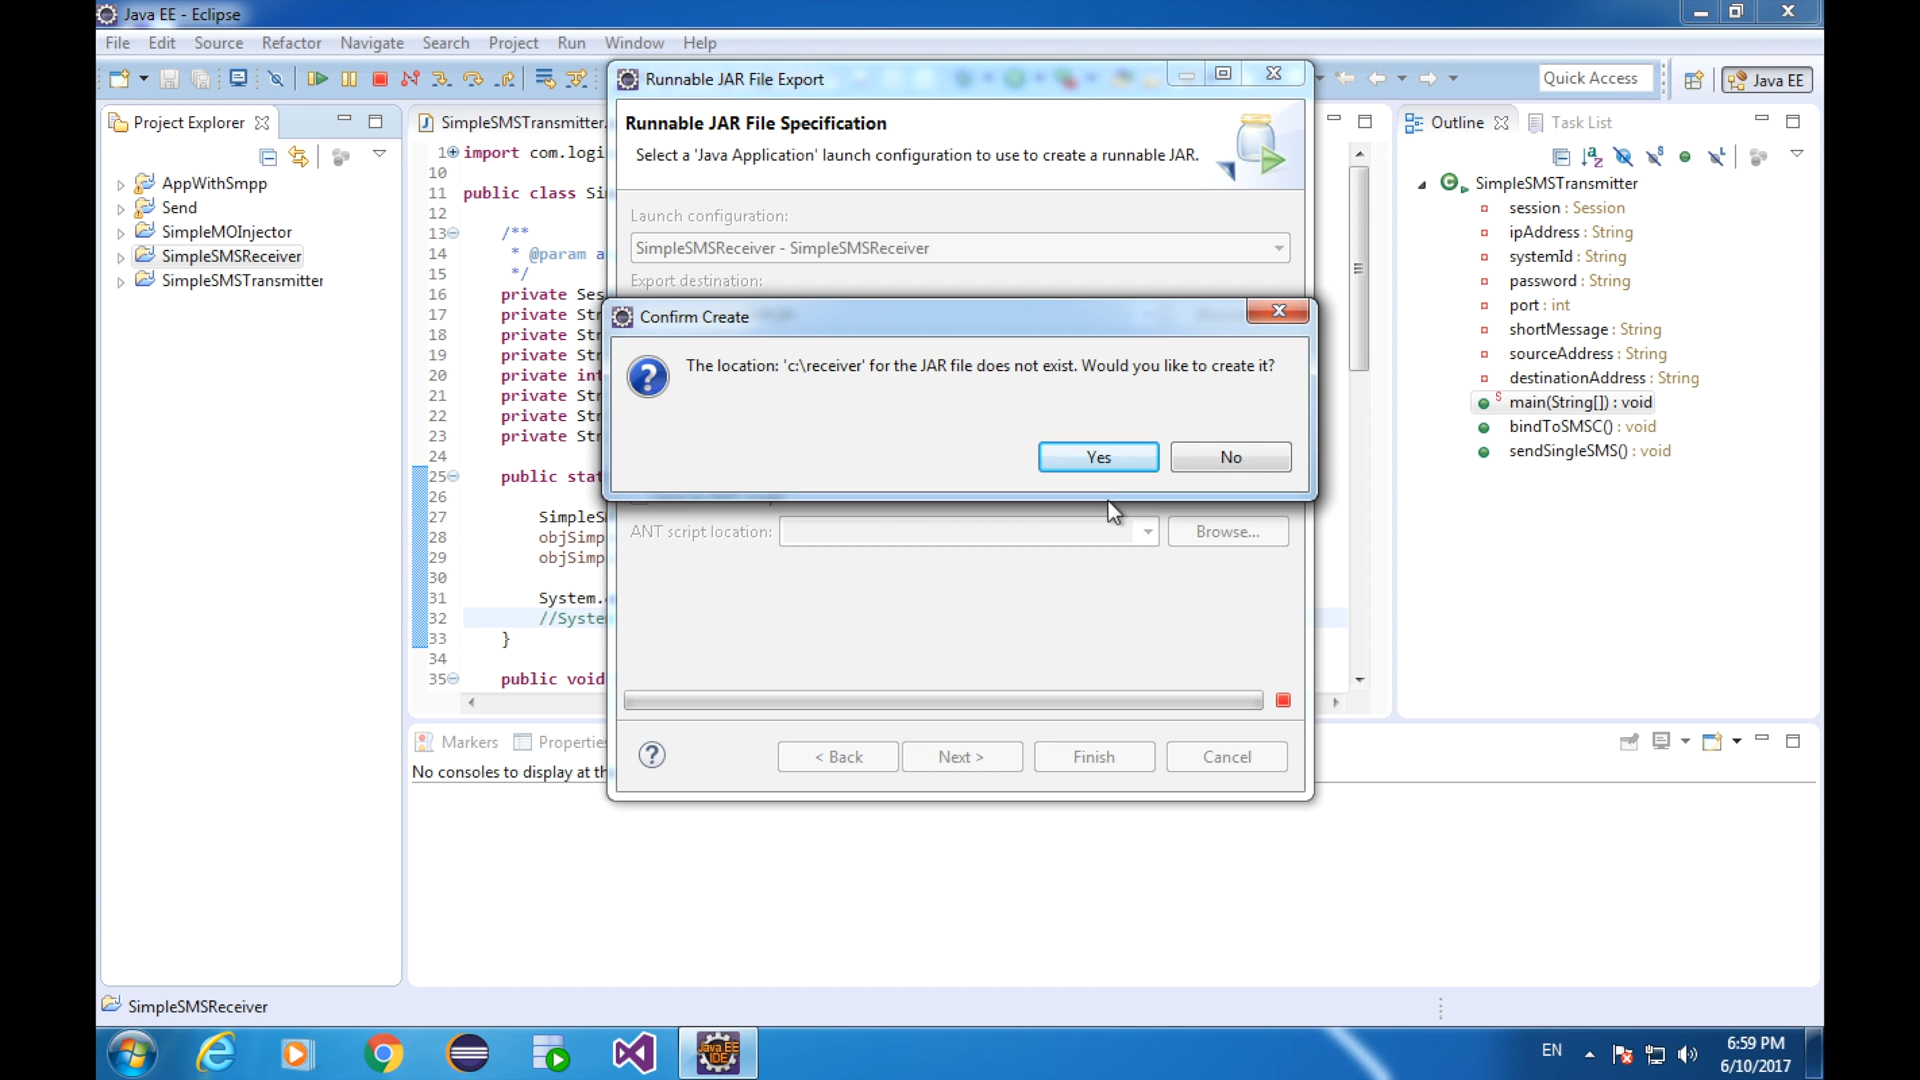 Java EE - Eclipse
File Edit Source Refactor Navigate Search Project Run Window Help
Quick Access
Java EE
Project Explorer
AppWithSmpp
Send
SimpleMOInjector
SimpleSMSReceiver
SimpleSMSTransmitter
SimpleSMSTransmitter.
1 import com.logi
10
11 public class Si
12
13 /**
14 * @param a
15 */
16 private Ses
17 private Str
18 private Str
19 private Str
20 private int
21 private Str
22 private Str
23 private Str
24
25 public stat
26
27 SimpleS
28 objSimp
29 objSimp
30
31 System.
32 //Syste
33 }
34
35 public void
Runnable JAR File Export
Runnable JAR File Specification
Select a 'Java Application' launch configuration to use to create a runnable JAR.
Launch configuration:
SimpleSMSReceiver - SimpleSMSReceiver
Export destination:
Confirm Create
The location: 'c:\receiver' for the JAR file does not exist. Would you like to create it?
Yes No
ANT script location:
Browse...
< Back Next > Finish Cancel
Outline
Task List
SimpleSMSTransmitter
session : Session
ipAddress : String
systemId : String
password : String
port : int
shortMessage : String
sourceAddress : String
destinationAddress : String
main(String[]) : void
bindToSMSC() : void
sendSingleSMS() : void
Markers
Properties
No consoles to display at th
SimpleSMSReceiver
Java EE
IDE
EN
6:59 PM
6/10/2017